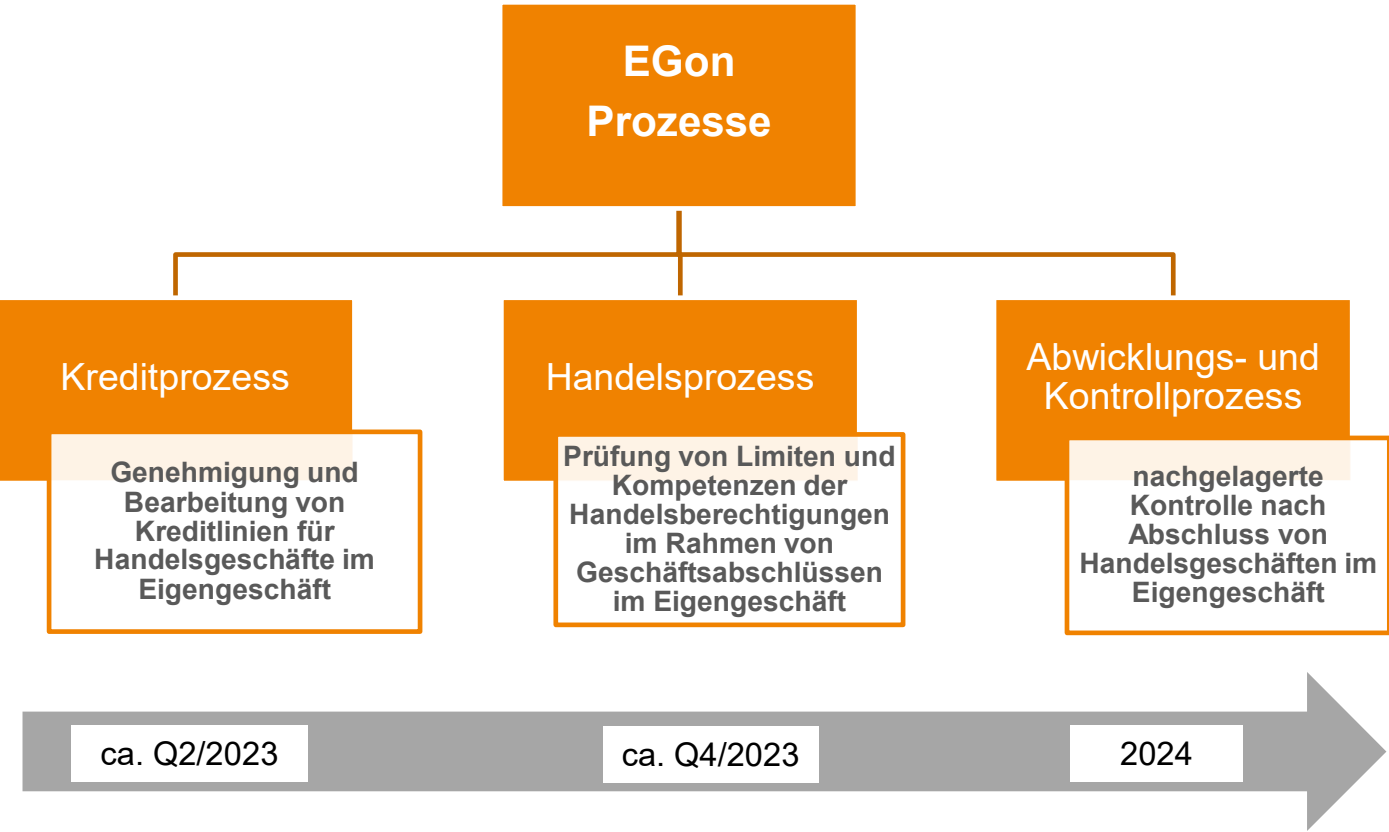 EGon
Prozesse
Kreditprozess
Genehmigung und
Bearbeitung von
Kreditlinien für
Handelsgeschäfte im
Eigengeschäft
Handelsprozess
Prüfung von Limiten und
Kompetenzen der
Handelsberechtigungen
im Rahmen von
Geschäftsabschlüssen
im Eigengeschäft
Abwicklungs- und
Kontrollprozess
nachgelagerte
Kontrolle nach
Abschluss von
Handelsgeschäften im
Eigengeschäft
ca. Q2/2023
ca. Q4/2023
2024